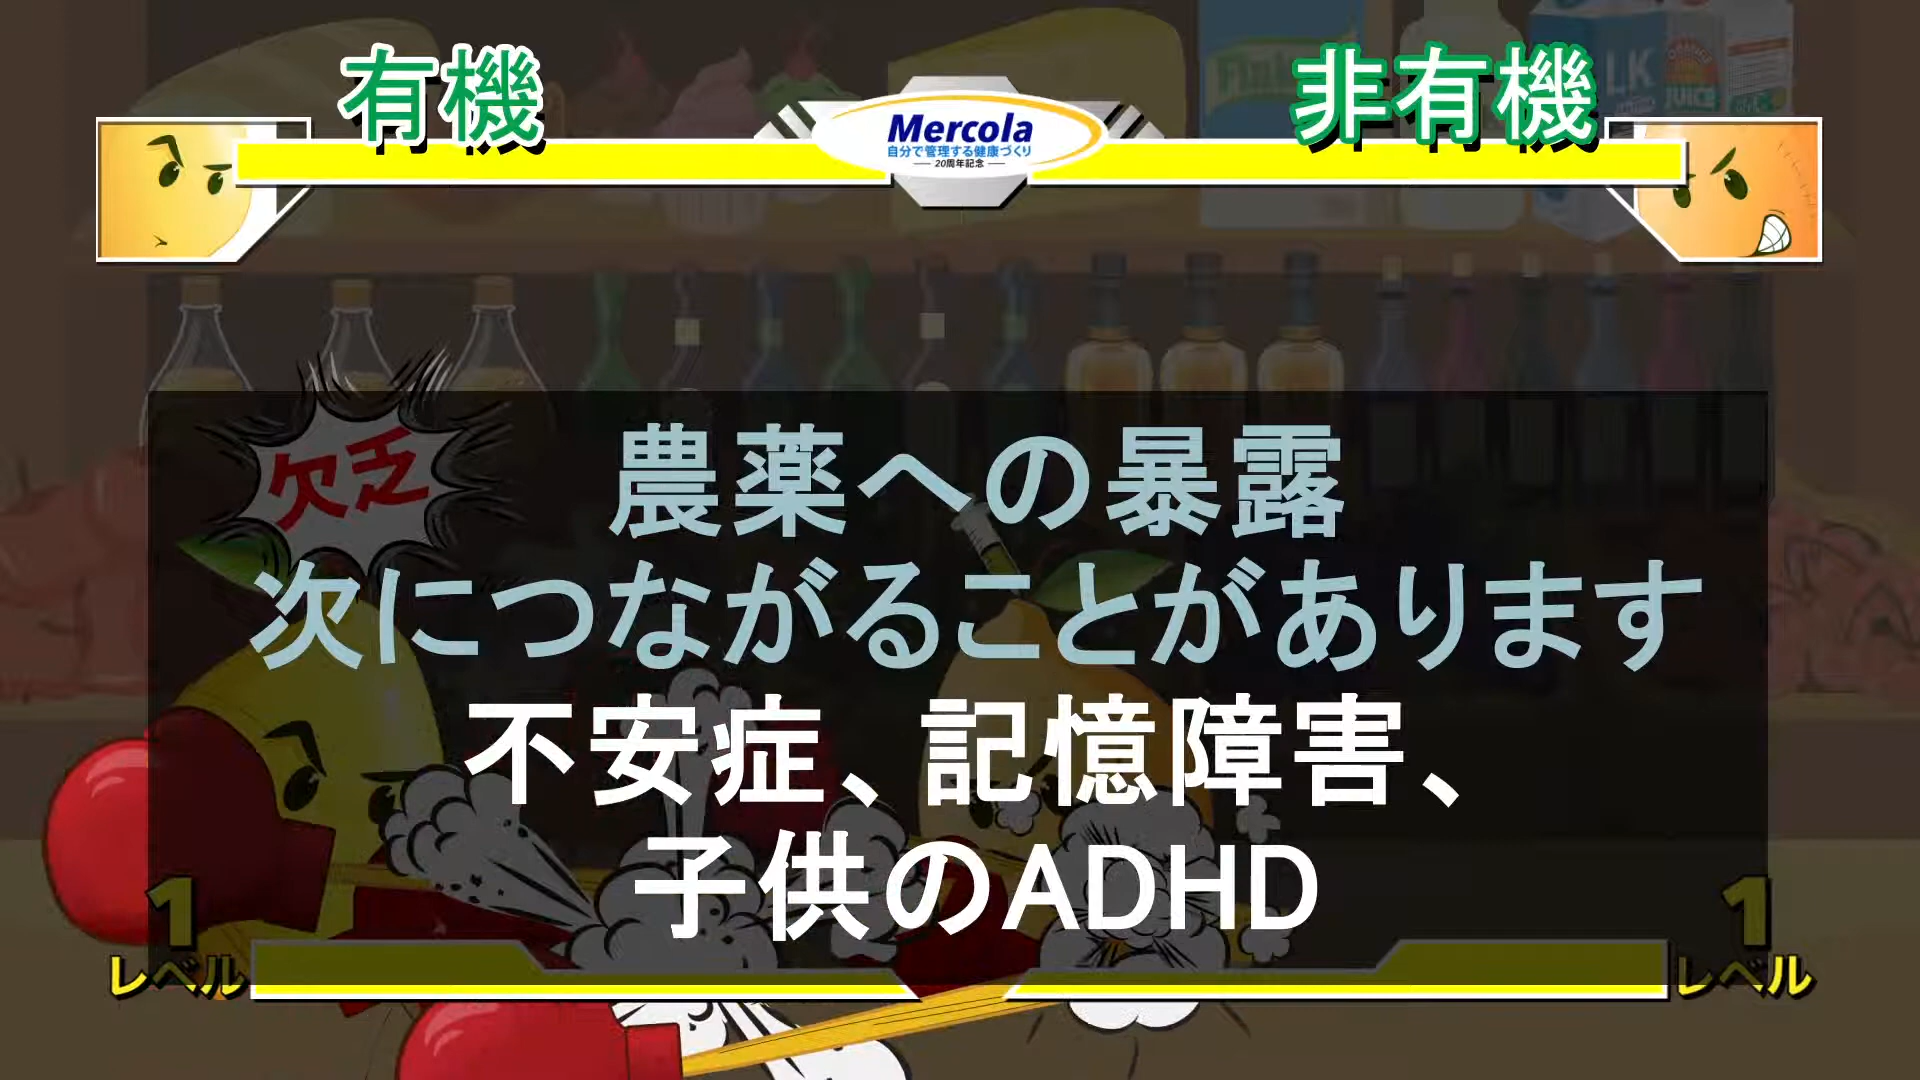 有機
非有機
Mercola
自分で管理する健康づくり
20周年記念
LK
JUICE
欠乏
農薬への暴露
次につながることがあります
不安症、記憶障害、
子供のADHD
1
レベル
1
レベル